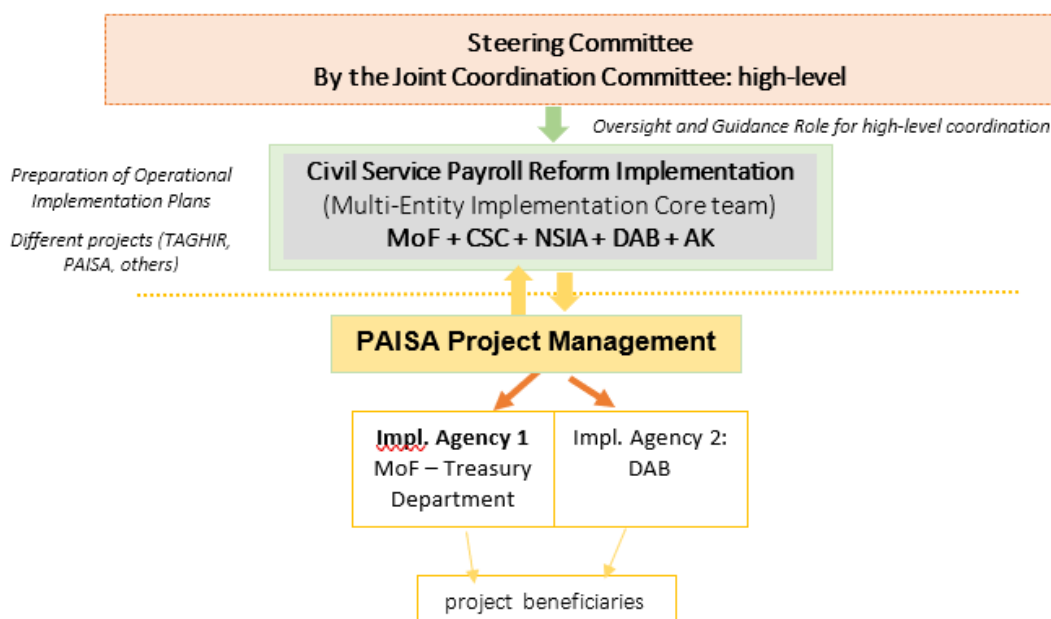 Steering Committee
By the Joint Coordination Committee: high-level
Oversight and Guidance Role for high-level coordination
Preparation of Operational
Implementation Plans
Different projects (TAGHIR,
PAISA, others)
Civil Service Payroll Reform Implementation
(Multi-Entity Implementation Core team)
MoF + CSC + NSIA + DAB + AK
PAISA Project Management
Impl. Agency 1
MoF – Treasury
Department
Impl. Agency 2:
DAB
project beneficiaries